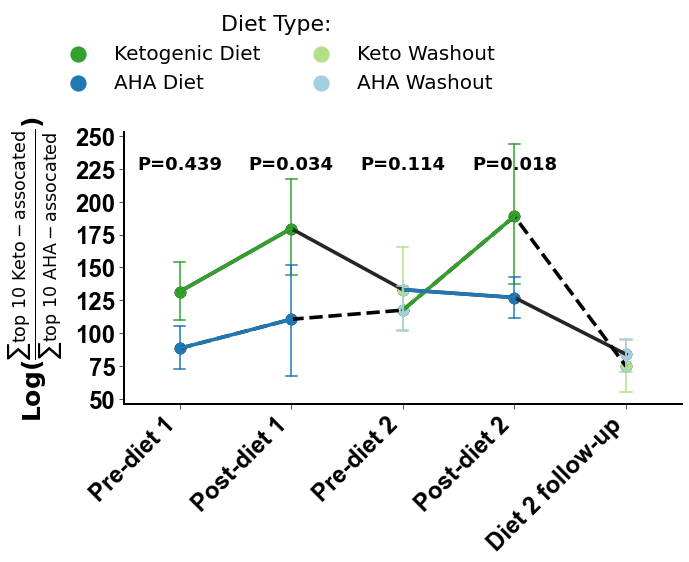 Diet Type:
Ketogenic Diet
Keto Washout
AHA Diet
AHA Washout
Log(∑top 10 Keto − assocated / ∑top 10 AHA − assocated)
250
225
200
175
150
125
100
75
50
P=0.439
P=0.034
P=0.114
P=0.018
Pre-diet 1
Post-diet 1
Pre-diet 2
Post-diet 2
Diet 2 follow-up